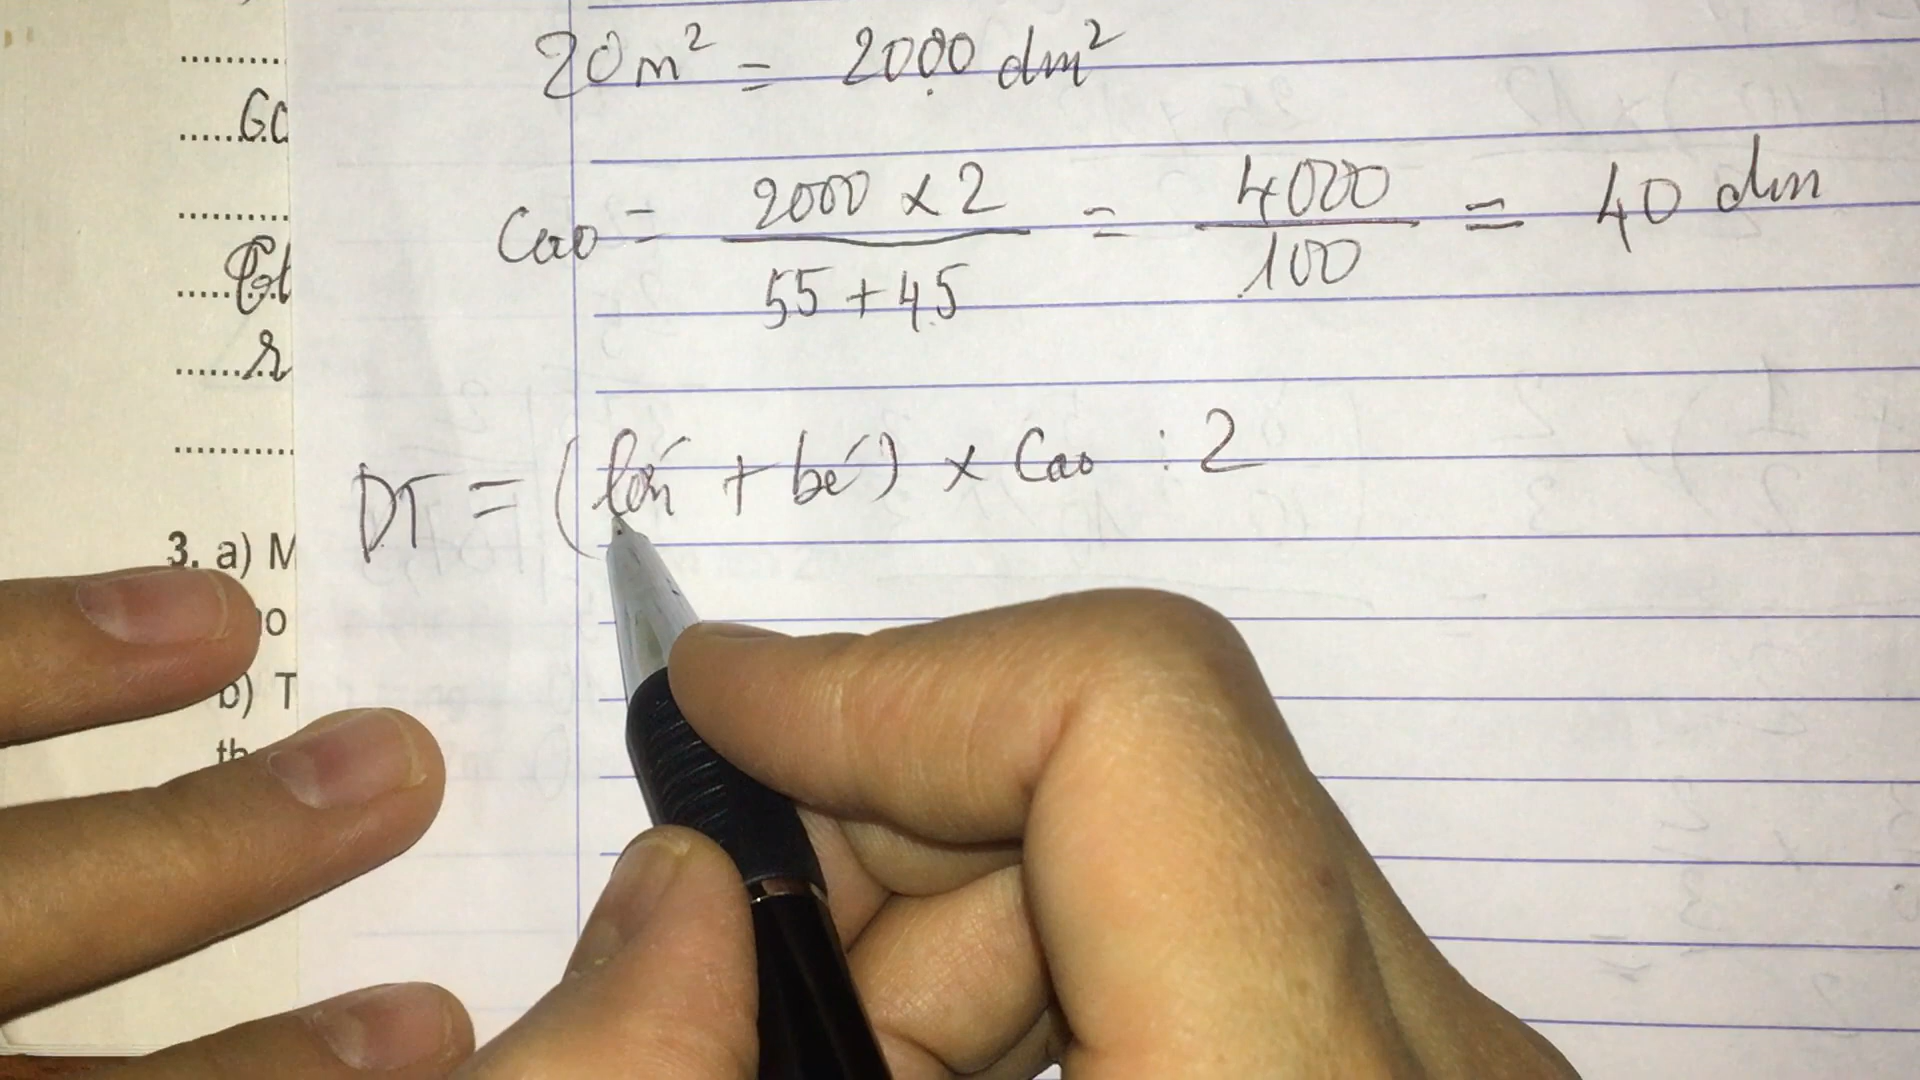 20m² = 2000 dm²
Cao = 2000 x 2 / 55 + 45 = 4000 / 100 = 40 dm
DT = (lớn + bé) x Cao : 2
3. a) M
b) T